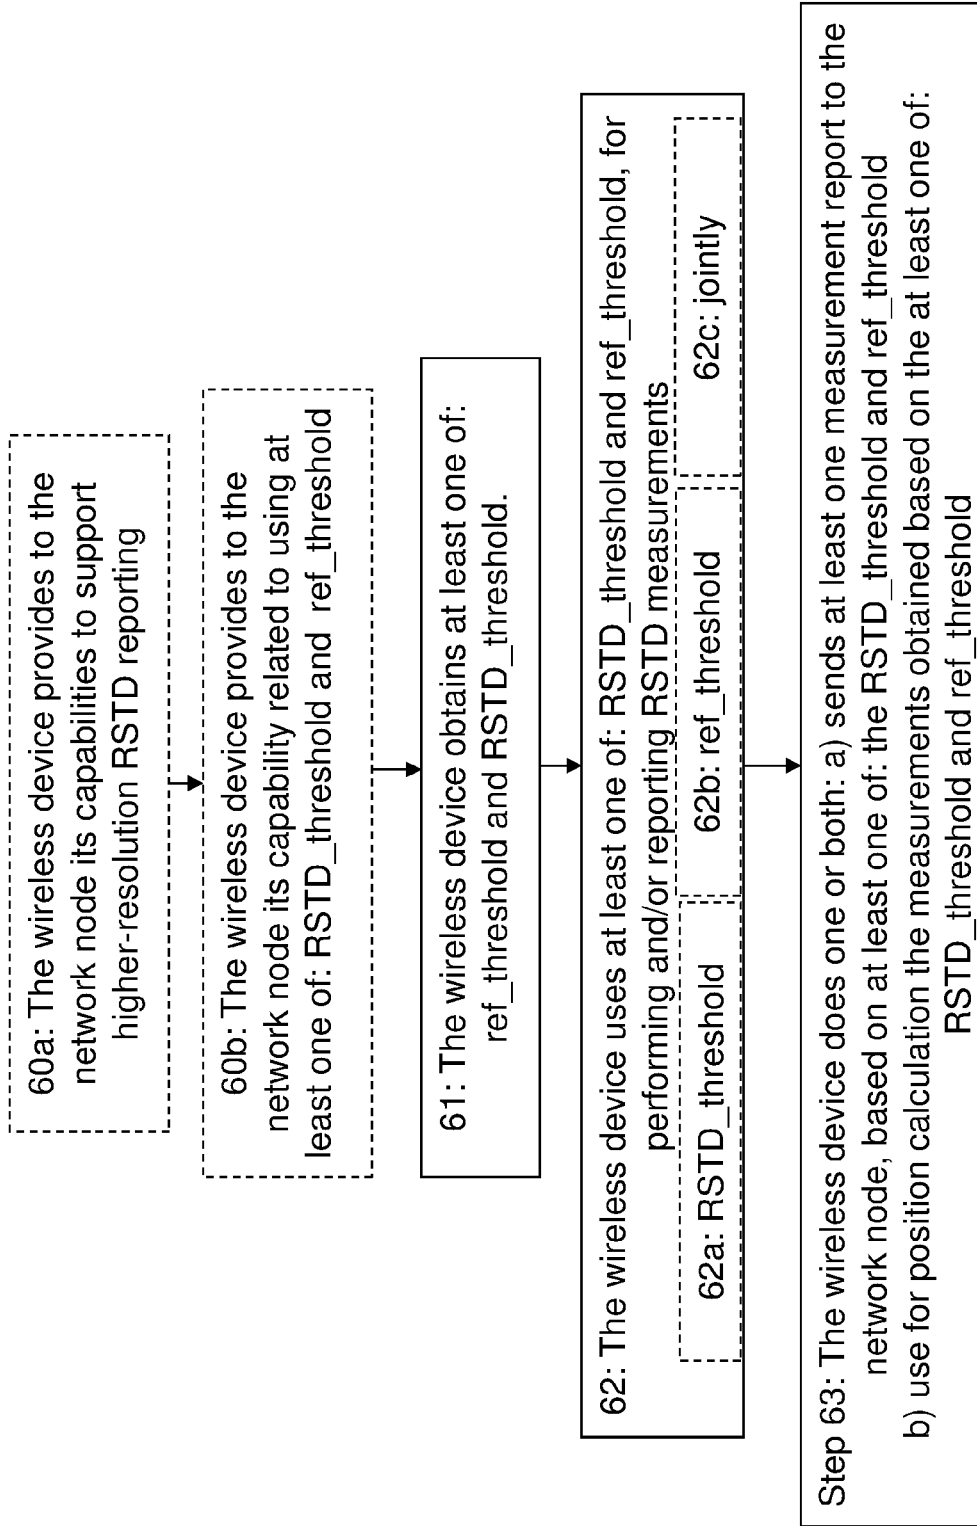 60a: The wireless device provides to the
network node its capabilities to support
higher-resolution RSTD reporting
60b: The wireless device provides to the
network node its capability related to using at
least one of: RSTD_threshold and ref_threshold
61: The wireless device obtains at least one of:
ref_threshold and RSTD_threshold.
62: The wireless device uses at least one of: RSTD_threshold and ref_threshold, for
performing and/or reporting RSTD measurements
62a: RSTD_threshold
62b: ref_threshold
62c: jointly
Step 63: The wireless device does one or both: a) sends at least one measurement report to the
network node, based on at least one of: the RSTD_threshold and ref_threshold
b) use for position calculation the measurements obtained based on the at least one of:
RSTD_threshold and ref_threshold